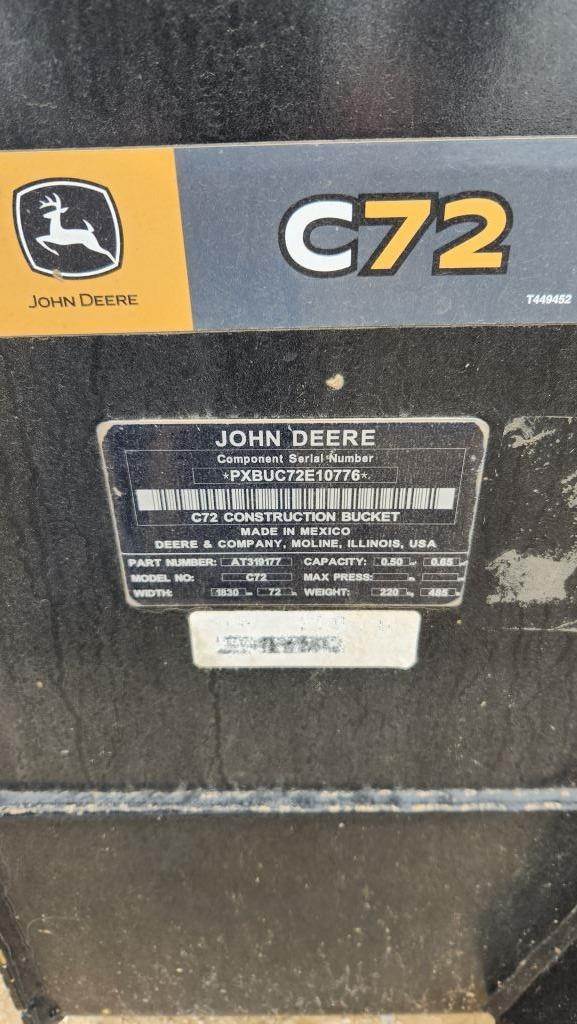 C72
JOHN DEERE
T449452
JOHN DEERE
Component Serial Number
*PXBUC72E10776*
C72 CONSTRUCTION BUCKET
MADE IN MEXICO
DEERE & COMPANY, MOLINE, ILLINOIS, USA
PART NUMBER: AT319177 CAPACITY: 0.50 0.65
MODEL NO: C72 MAX PRESS:
WIDTH: 1830 72 WEIGHT: 220 485